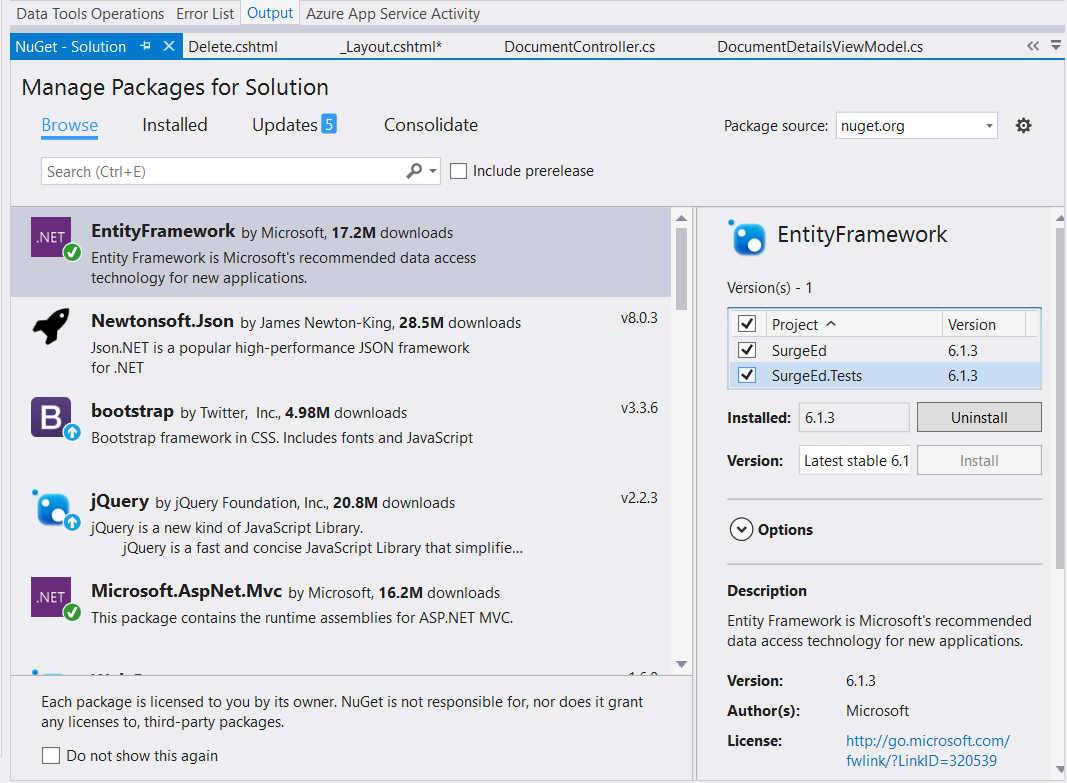 Data Tools Operations Error List Output Azure App Service Activity
NuGet - Solution Delete.cshtml _Layout.cshtml* DocumentController.cs DocumentDetailsViewModel.cs
Manage Packages for Solution
Browse Installed Updates 5 Consolidate
Package source: nuget.org
Search (Ctrl+E) Include prerelease
.NET
EntityFramework by Microsoft, 17.2M downloads
Entity Framework is Microsoft's recommended data access
technology for new applications.
Newtonsoft.Json by James Newton-King, 28.5M downloads v8.0.3
Json.NET is a popular high-performance JSON framework
for .NET
B
bootstrap by Twitter, Inc., 4.98M downloads v3.3.6
Bootstrap framework in CSS. Includes fonts and JavaScript
jQuery by jQuery Foundation, Inc., 20.8M downloads v2.2.3
jQuery is a new kind of JavaScript Library.
jQuery is a fast and concise JavaScript Library that simplifie...
.NET
Microsoft.AspNet.Mvc by Microsoft, 16.2M downloads
This package contains the runtime assemblies for ASP.NET MVC.
Each package is licensed to you by its owner. NuGet is not responsible for, nor does it grant
any licenses to, third-party packages.
Do not show this again
EntityFramework
Version(s) - 1
Project Version
SurgeEd 6.1.3
SurgeEd.Tests 6.1.3
Installed: 6.1.3 Uninstall
Version: Latest stable 6.1 Install
Options
Description
Entity Framework is Microsoft's recommended
data access technology for new applications.
Version: 6.1.3
Author(s): Microsoft
License: http://go.microsoft.com/
fwlink/?LinkID=320539